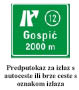 12
Gospić
2000 m
Predputokaz za izlaz s
autoceste ili brze ceste s
oznakom izlaza